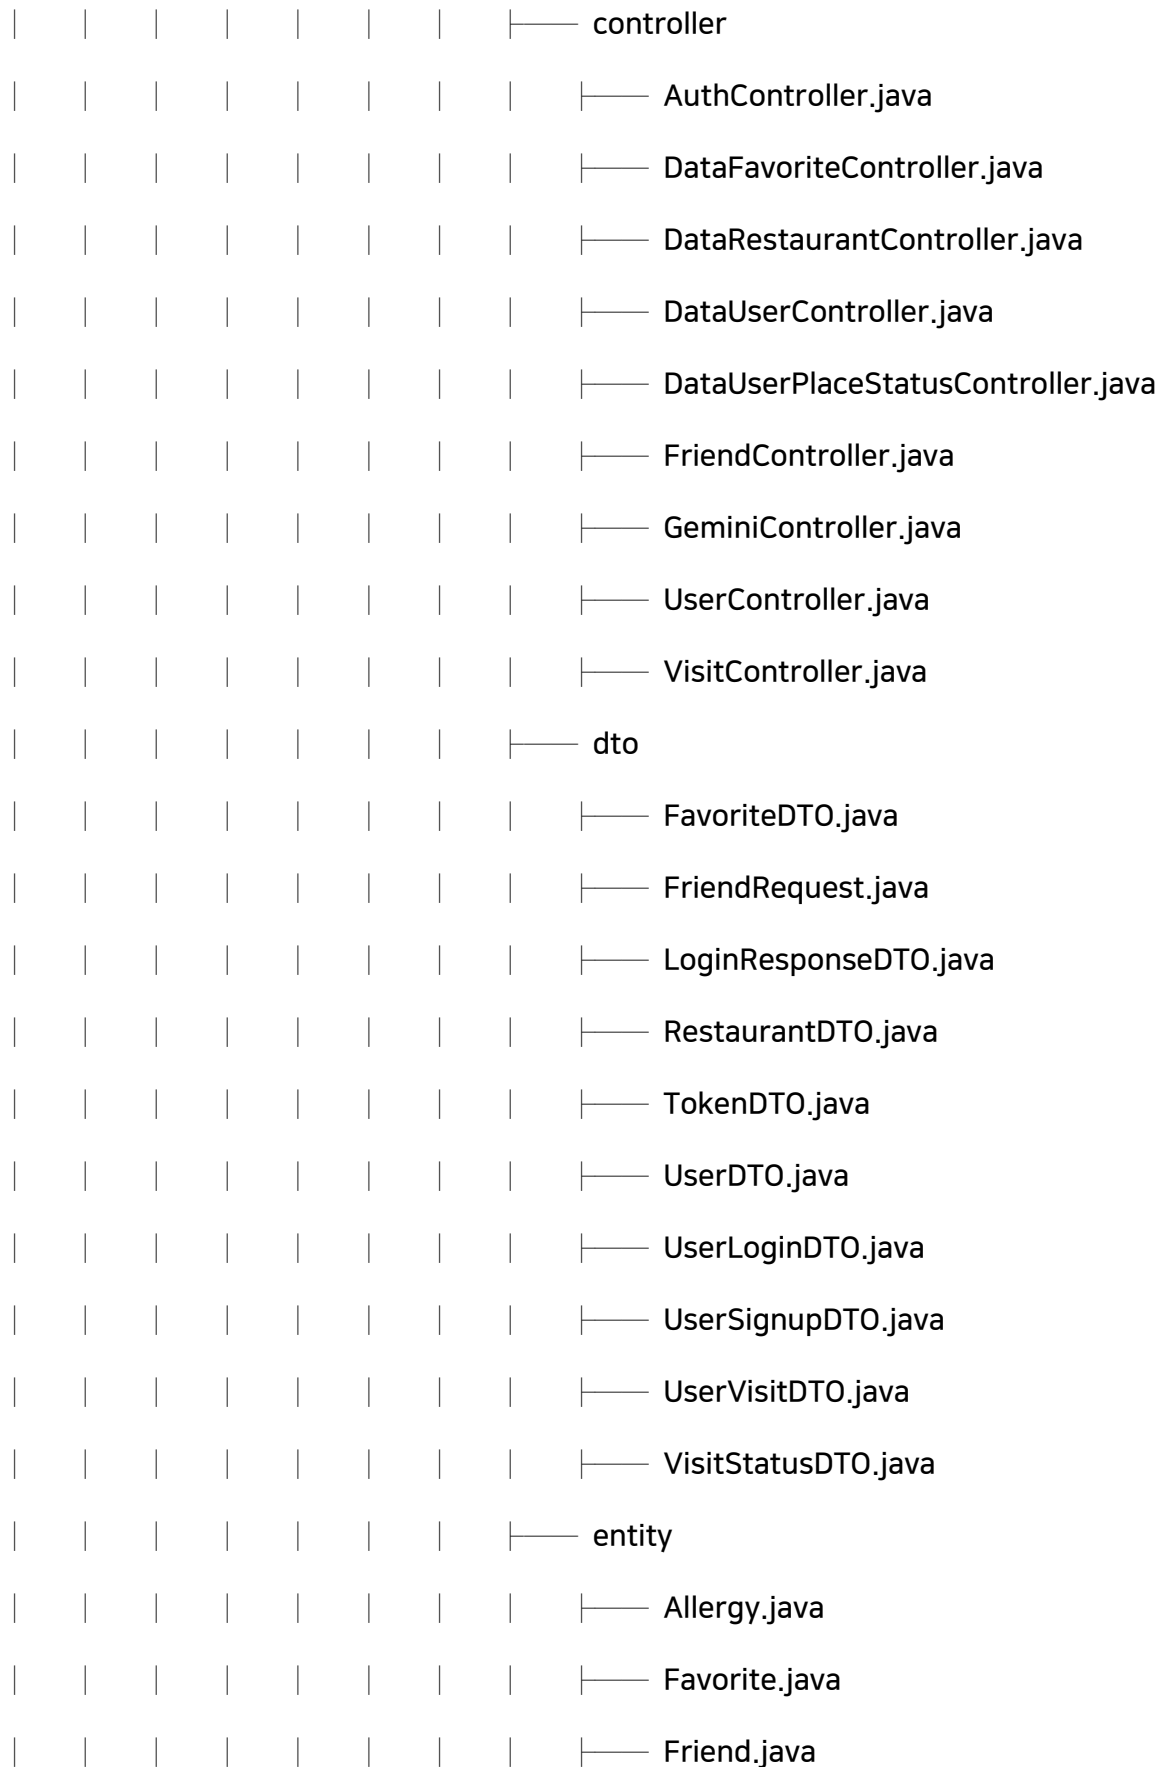 controller
AuthController.java
DataFavoriteController.java
DataRestaurantController.java
DataUserController.java
DataUserPlaceStatusController.java
FriendController.java
GeminiController.java
UserController.java
VisitController.java
dto
FavoriteDTO.java
FriendRequest.java
LoginResponseDTO.java
RestaurantDTO.java
TokenDTO.java
UserDTO.java
UserLoginDTO.java
UserSignupDTO.java
UserVisitDTO.java
VisitStatusDTO.java
entity
Allergy.java
Favorite.java
Friend.java